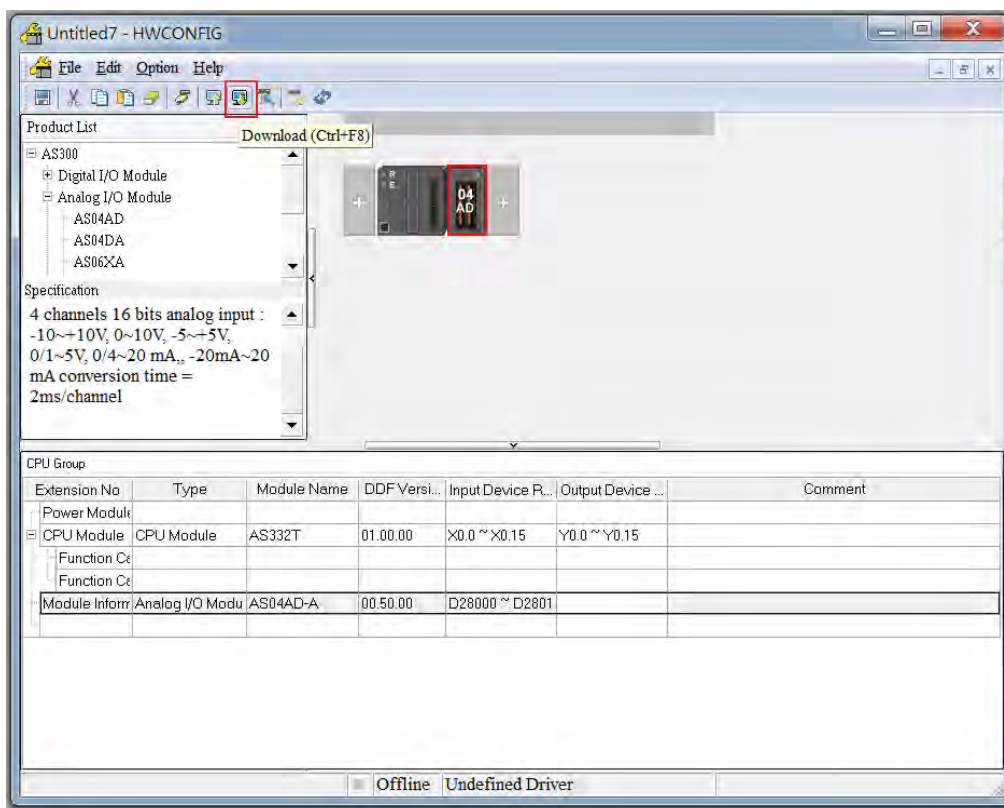 Untitled7 - HWCONFIG
File Edit Option Help
Download (Ctrl+F8)
Product List
AS300
Digital I/O Module
Analog I/O Module
AS04AD
AS04DA
AS06XA
R
E
04
AD
Specification
4 channels 16 bits analog input :
-10~+10V, 0~10V, -5~+5V,
0/1~5V, 0/4~20 mA,, -20mA~20
mA conversion time =
2ms/channel
CPU Group
Extension No Type Module Name DDF Versi... Input Device R... Output Device ... Comment
Power Module
CPU Module CPU Module AS332T 01.00.00 X0.0 ~ X0.15 Y0.0 ~ Y0.15
Function Ca
Function Ca
Module Inform Analog I/O Modu AS04AD-A 00.50.00 D28000 ~ D2801
Offline Undefined Driver